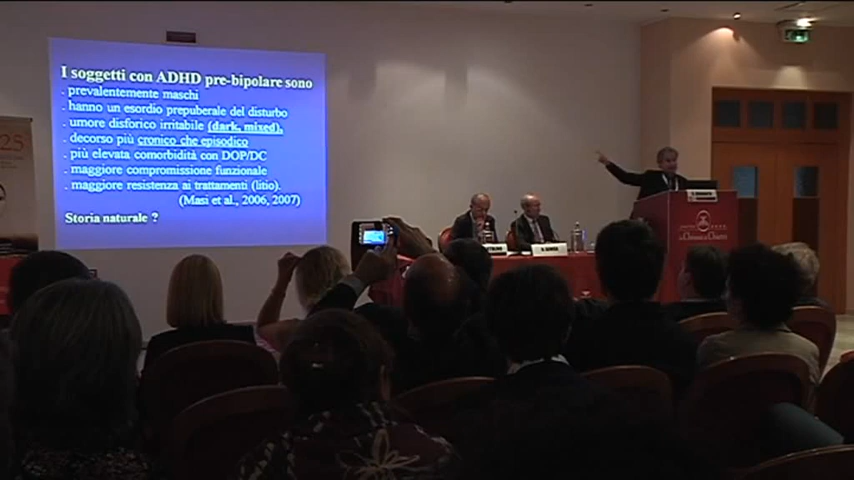 I soggetti con ADHD pre-bipolare sono
. prevalentemente maschi
. hanno un esordio prepuberale del disturbo
. umore disforico irritabile (dark, mixed).
. decorso più cronico che episodico
. più elevata comorbidità con DOP/DC
. maggiore compromissione funzionale
. maggiore resistenza ai trattamenti (litio).
(Masi et al., 2006, 2007)
Storia naturale ?
25